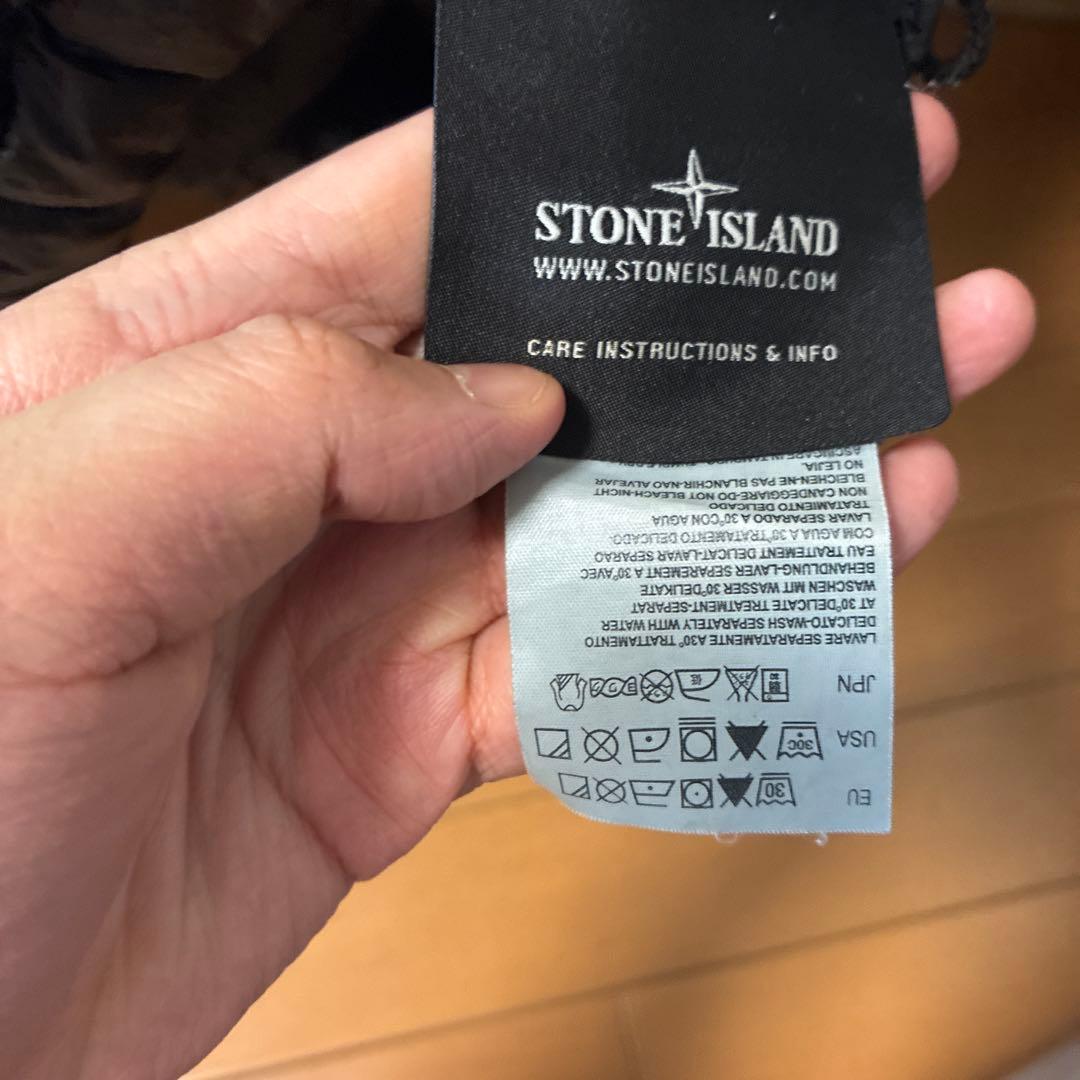 STONE ISLAND
WWW.STONEISLAND.COM
CARE INSTRUCTIONS & INFO
EU
30
USA
30C
JPN
LAVARE SEPARATAMENTE A30° TRATTAMENTO
DELICATO-WASH SEPARATELY WITH WATER
AT 30°DELICATE TREATMENT-SEPARAT
WASCHEN MIT WASSER 30°DELIKATE
BEHANDLUNG-LAVER SEPAREMENT A 30°AVEC
EAU TRAITEMENT DELICAT-LAVAR SEPARAO
COM AGUA A 30°TRATAMENTO DELICADO-
LAVAR SEPARADO A 30°CON AGUA
TRATAMIENTO DELICADO
NON CANDEGGIARE-DO NOT BLEACH-NICHT
BLEICHEN-NE PAS BLANCHIR-NAO ALVEJAR
NO LEJIA.